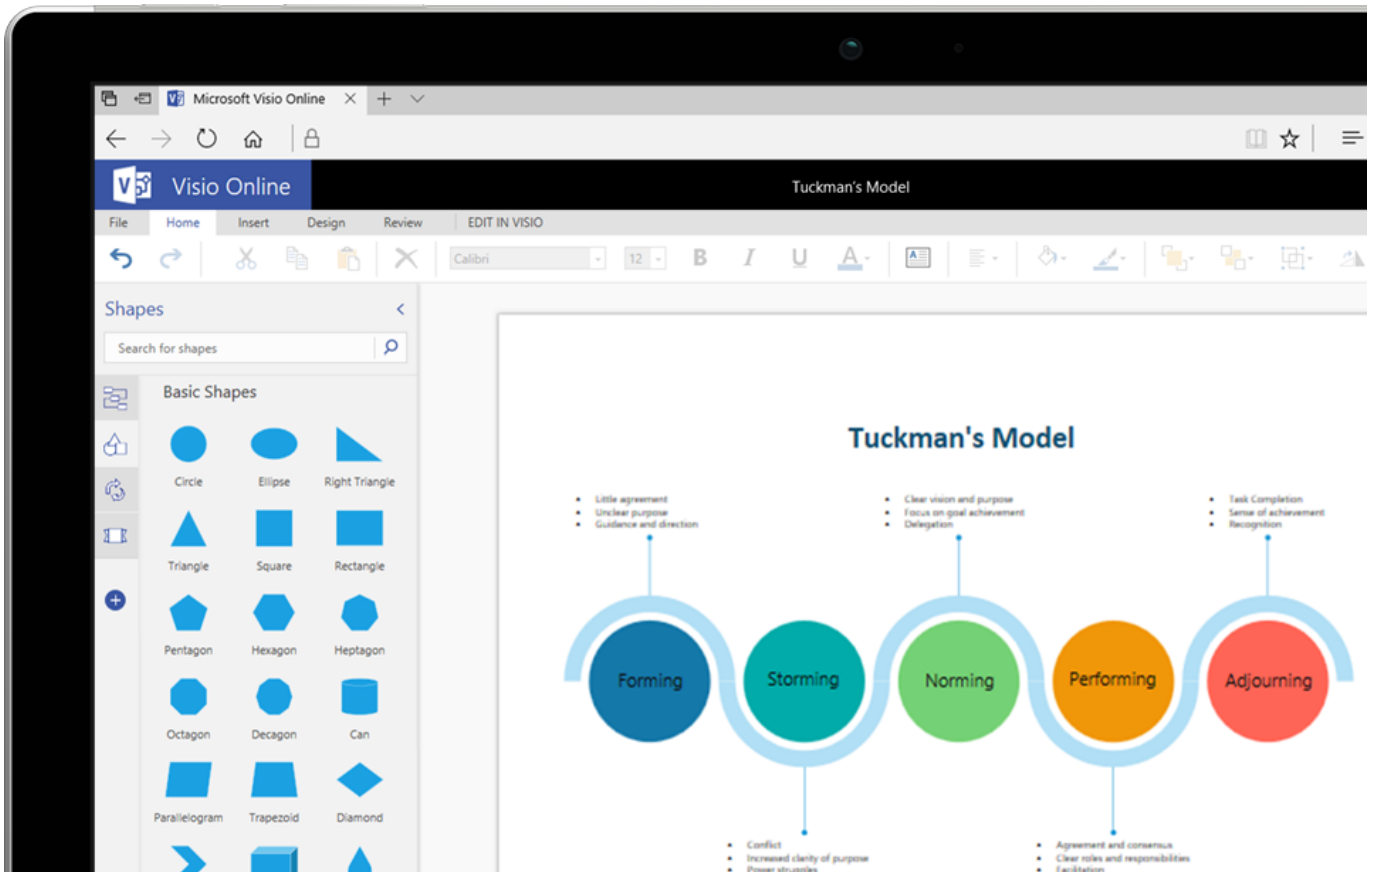 Microsoft Visio Online
Visio Online
Tuckman's Model
File Home Insert Design Review EDIT IN VISIO
Calibri 12 B I U A
Shapes
Search for shapes
Basic Shapes
Circle Ellipse Right Triangle
Triangle Square Rectangle
Pentagon Hexagon Heptagon
Octagon Decagon Can
Parallelogram Trapezoid Diamond
Tuckman's Model
Little agreement
Unclear purpose
Guidance and direction
Clear vision and purpose
Focus on goal achievement
Delegation
Task Completion
Sense of achievement
Recognition
Forming
Storming
Norming
Performing
Adjourning
Conflict
Increased clarity of purpose
Power struggles
Agreement and consensus
Clear roles and responsibilities
Facilitation